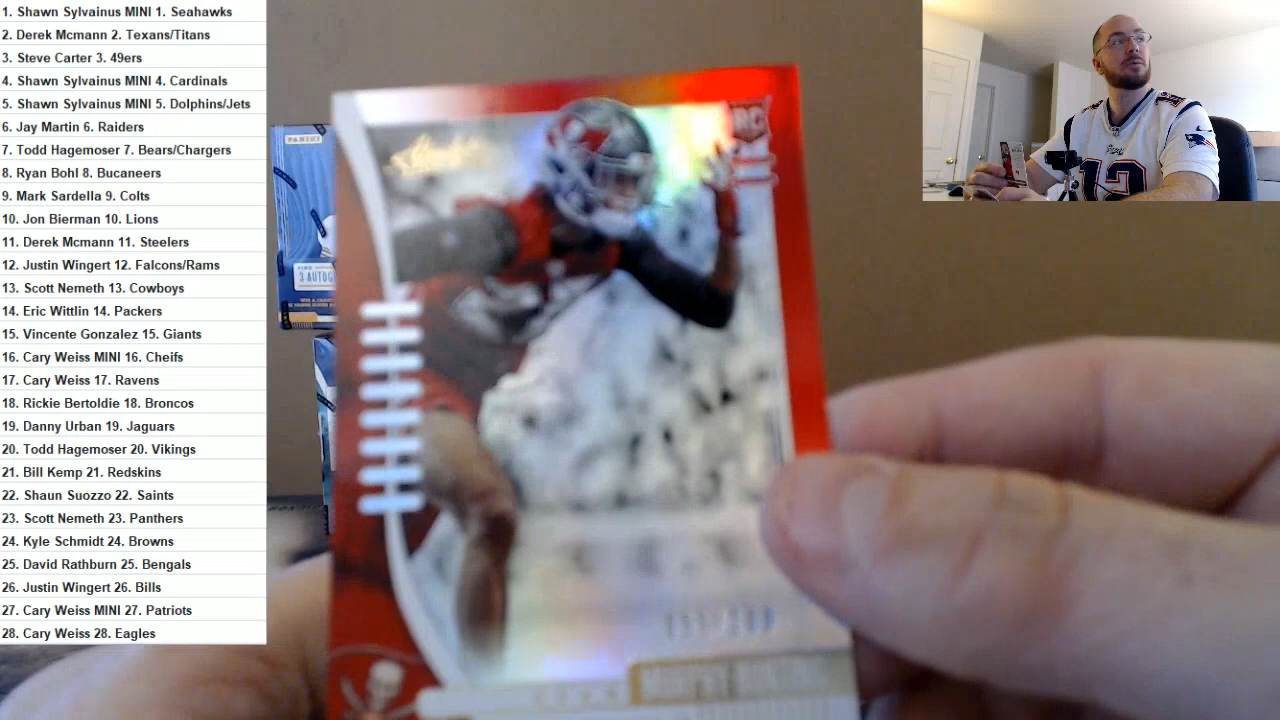 1. Shawn Sylvainus MINI 1. Seahawks
2. Derek Mcmann 2. Texans/Titans
3. Steve Carter 3. 49ers
4. Shawn Sylvainus MINI 4. Cardinals
5. Shawn Sylvainus MINI 5. Dolphins/Jets
6. Jay Martin 6. Raiders
7. Todd Hagemoser 7. Bears/Chargers
8. Ryan Bohl 8. Bucaneers
9. Mark Sardella 9. Colts
10. Jon Bierman 10. Lions
11. Derek Mcmann 11. Steelers
12. Justin Wingert 12. Falcons/Rams
13. Scott Nemeth 13. Cowboys
14. Eric Wittlin 14. Packers
15. Vincente Gonzalez 15. Giants
16. Cary Weiss MINI 16. Cheifs
17. Cary Weiss 17. Ravens
18. Rickie Bertoldie 18. Broncos
19. Danny Urban 19. Jaguars
20. Todd Hagemoser 20. Vikings
21. Bill Kemp 21. Redskins
22. Shaun Suozzo 22. Saints
23. Scott Nemeth 23. Panthers
24. Kyle Schmidt 24. Browns
25. David Rathburn 25. Bengals
26. Justin Wingert 26. Bills
27. Cary Weiss MINI 27. Patriots
28. Cary Weiss 28. Eagles
PANINI
RC
12